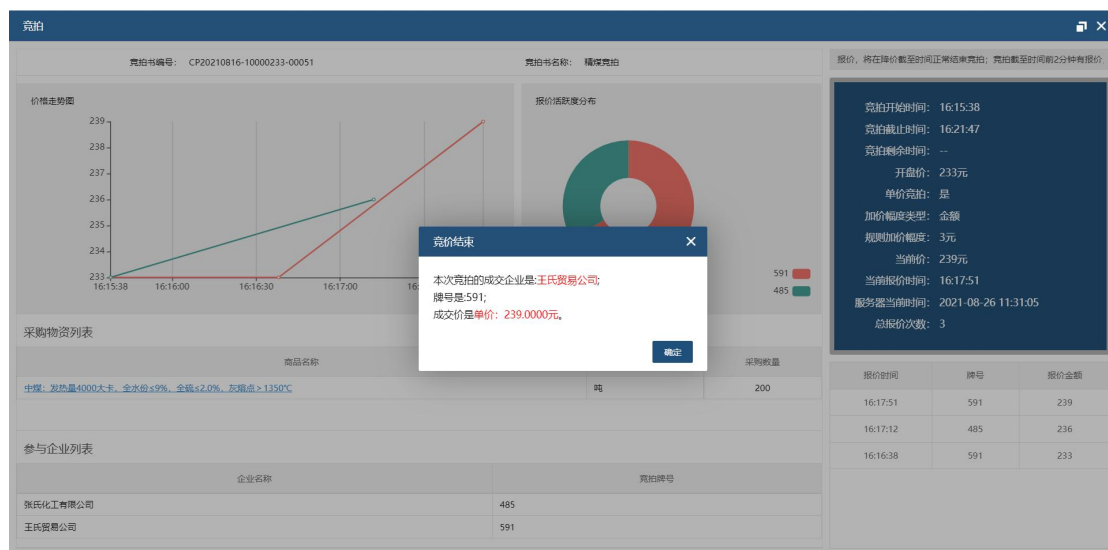 竞拍
竞拍书编号： CP20210816-10000233-00051
竞拍书名称： 精煤竞拍
报价，将在降价截至时间正常结束竞拍；竞拍截至时间前2分钟有报价
价格走势图
239
238
237
236
235
234
233
16:15:38
16:16:00
16:16:30
16:17:00
16:
报价活跃度分布
591
485
竞价结束
本次竞拍的成交企业是:王氏贸易公司;
牌号是:591;
成交价是单价：239.0000元。
确定
竞拍开始时间： 16:15:38
竞拍截止时间： 16:21:47
竞拍剩余时间： --
开盘价： 233元
单价竞拍： 是
加价幅度类型： 金额
规则加价幅度： 3元
当前价： 239元
当前报价时间： 16:17:51
服务器当前时间： 2021-08-26 11:31:05
总报价次数： 3
采购物资列表
商品名称 采购数量
中煤：发热量4000大卡、全水份≤9%、全硫≤2.0%、灰熔点＞1350℃ 吨 200
参与企业列表
企业名称 竞拍牌号
张氏化工有限公司 485
王氏贸易公司 591
报价时间 牌号 报价金额
16:17:51 591 239
16:17:12 485 236
16:16:38 591 233